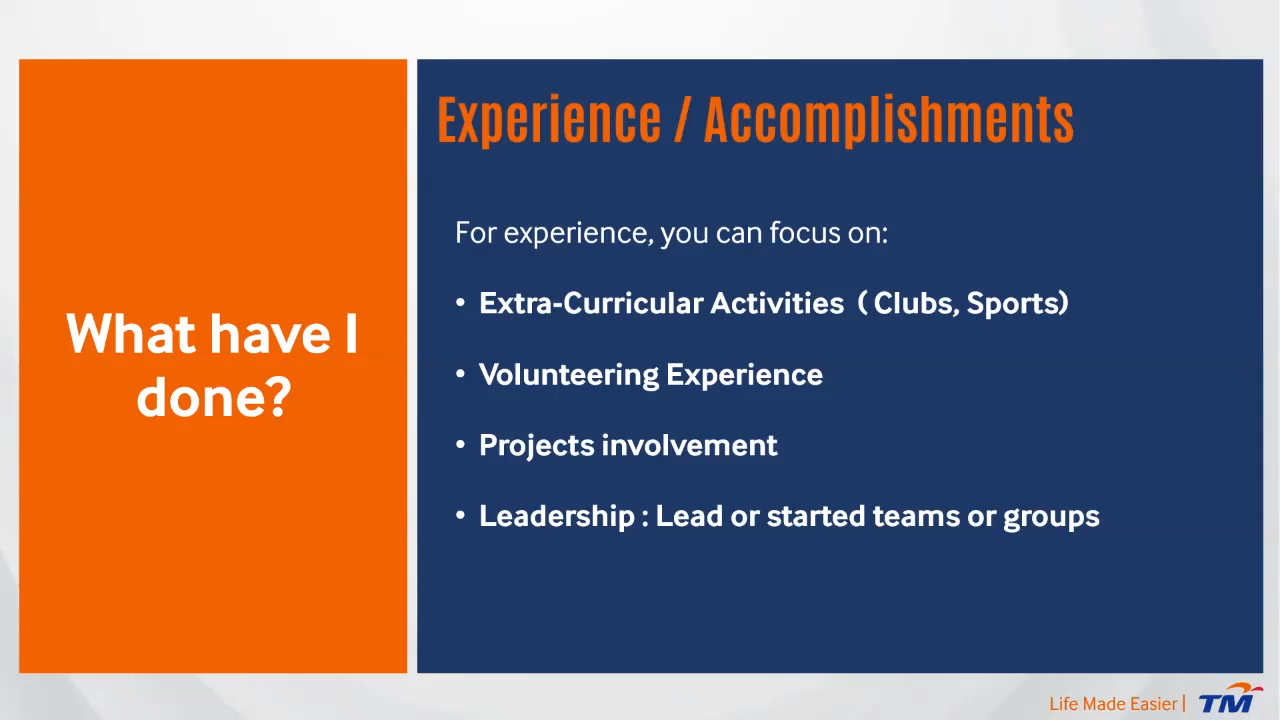 What have I
done?
Experience / Accomplishments
For experience, you can focus on:
• Extra-Curricular Activities ( Clubs, Sports)
• Volunteering Experience
• Projects involvement
• Leadership : Lead or started teams or groups
Life Made Easier | TM